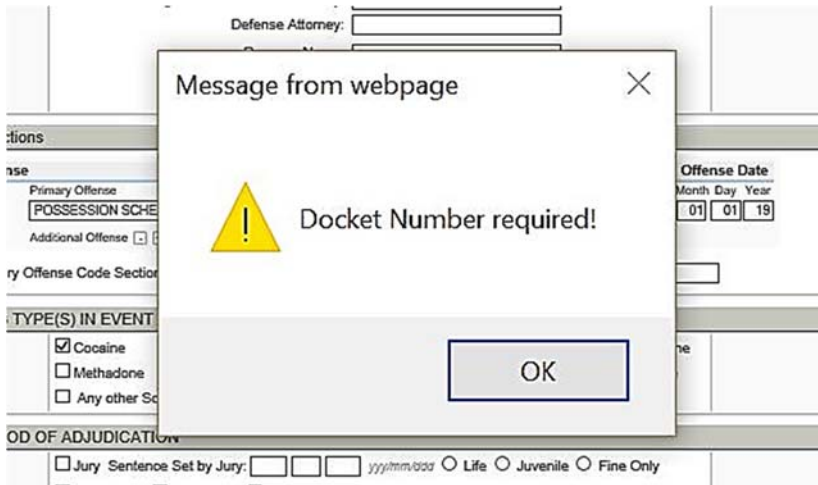 Defense Attorney:
Message from webpage
ctions
nse
Offense Date
Primary Offense
Month Day Year
POSSESSION SCHE
01 01 19
Docket Number required!
Additional Offense
ry Offense Code Section
TYPE(S) IN EVENT
Cocaine
ne
Methadone
OK
Any other Sc
OD OF ADJUDICATION
Jury Sentence Set by Jury: yyy/mm/ddd Life Juvenile Fine Only